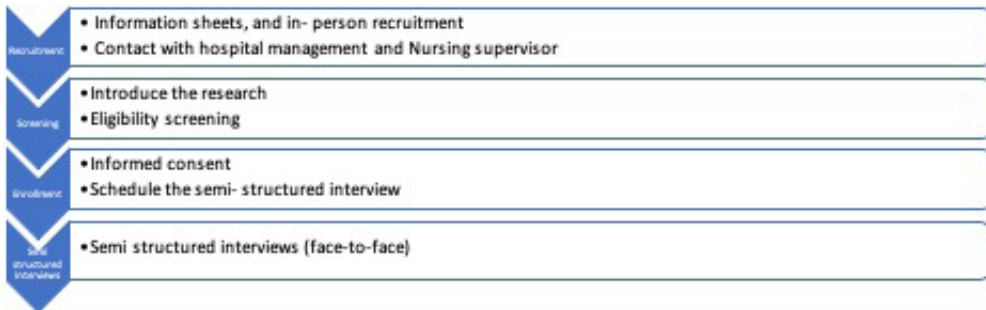 Recruitment
• Information sheets, and in- person recruitment
• Contact with hospital management and Nursing supervisor
Screening
•Introduce the research
•Eligibility screening
Enrollment
•Informed consent
•Schedule the semi- structured interview
Semi
structured
interviews
•Semi structured interviews (face-to-face)